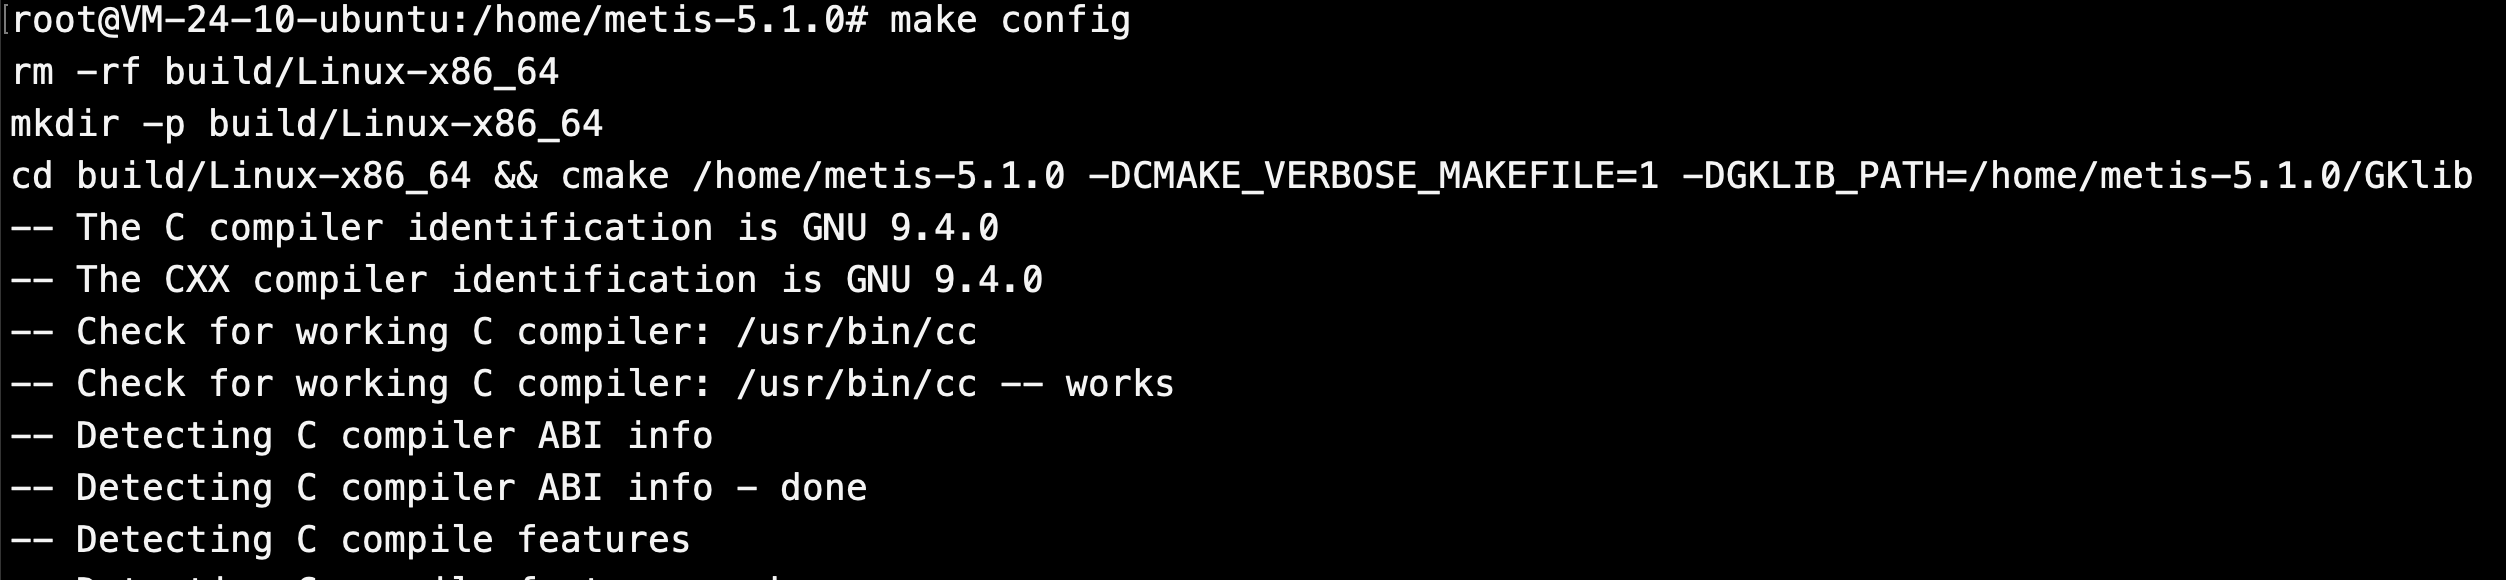 [root@VM-24-10-ubuntu:/home/metis-5.1.0# make config
rm -rf build/Linux-x86_64
mkdir -p build/Linux-x86_64
cd build/Linux-x86_64 && cmake /home/metis-5.1.0 -DCMAKE_VERBOSE_MAKEFILE=1 -DGKLIB_PATH=/home/metis-5.1.0/GKlib
-- The C compiler identification is GNU 9.4.0
-- The CXX compiler identification is GNU 9.4.0
-- Check for working C compiler: /usr/bin/cc
-- Check for working C compiler: /usr/bin/cc -- works
-- Detecting C compiler ABI info
-- Detecting C compiler ABI info - done
-- Detecting C compile features